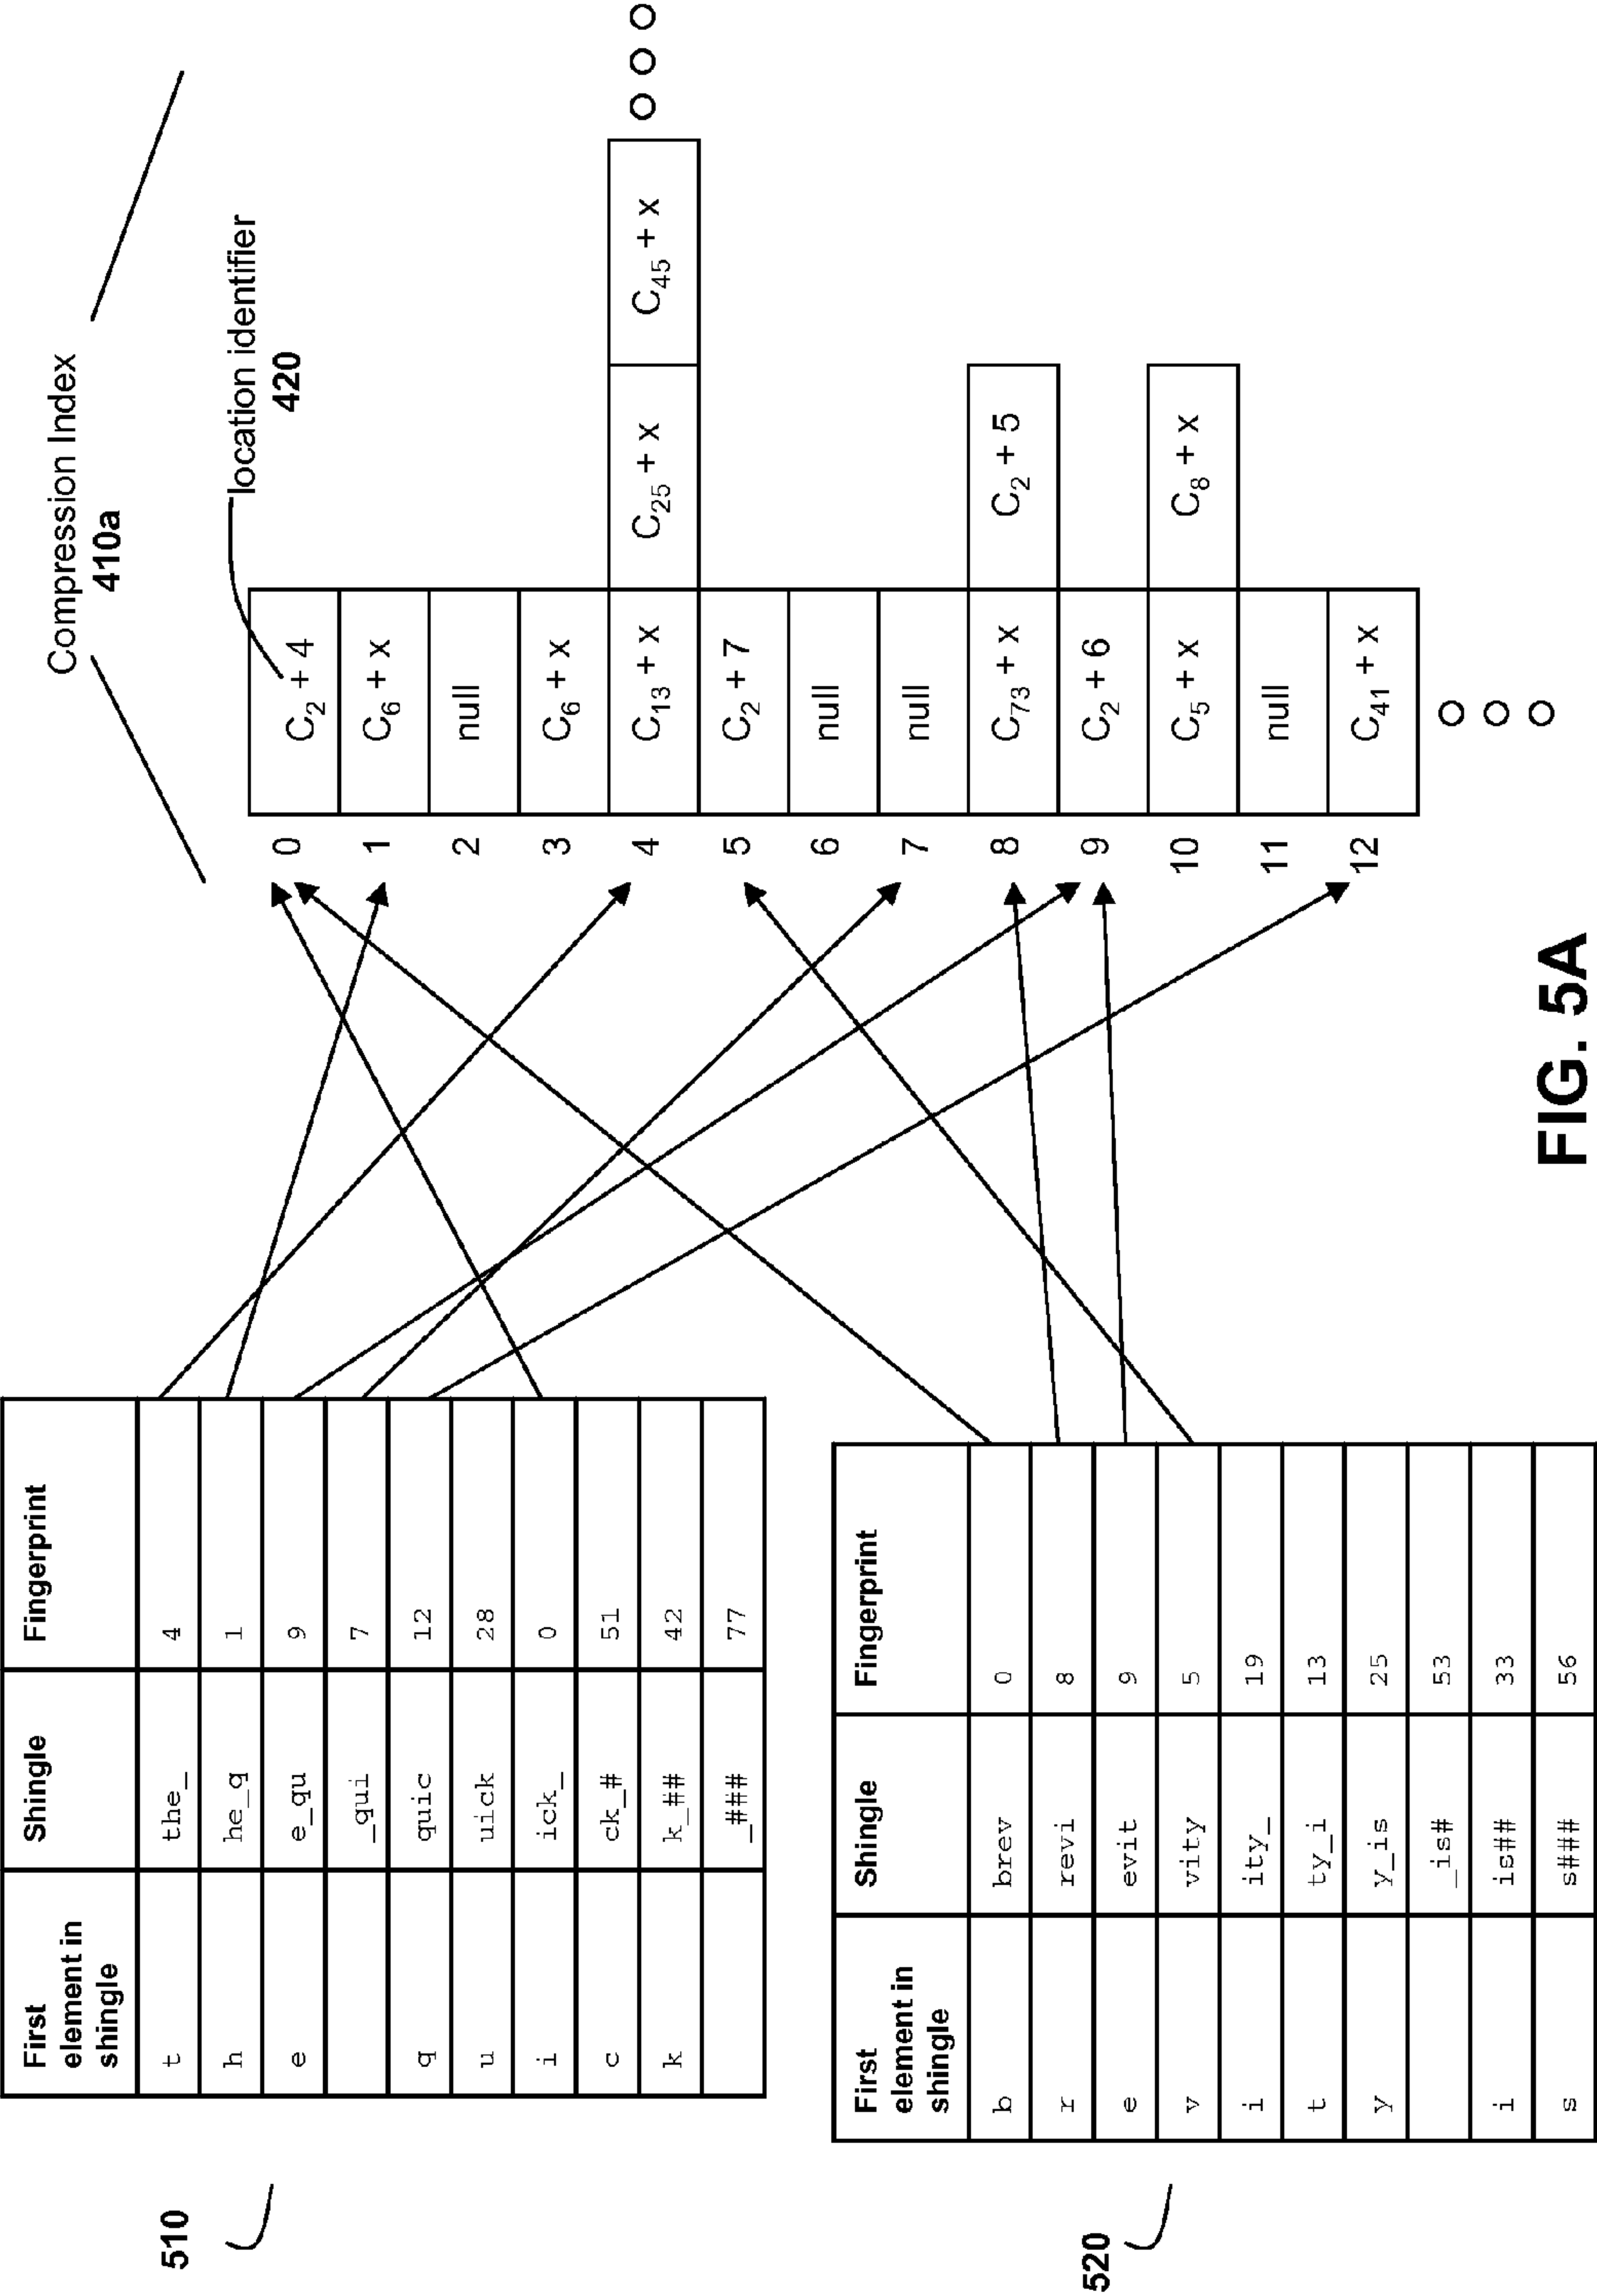 Compression Index
410a
location identifier
420
510
First element in shingle Shingle Fingerprint
t the_ 4
h he_q 1
e e_qu 9
_qui 7
q quic 12
u uick 28
i ick_ 0
c ck_# 51
k k_## 42
_### 77
520
First element in shingle Shingle Fingerprint
b brev 0
r revi 8
e evit 9
v vity 5
i ity_ 19
t ty_i 13
y y_is 25
_is# 53
i is## 33
s s### 56
0 C2 + 4
1 C6 + x
2 null
3 C6 + x
4 C13 + x C25 + x C45 + x
5 C2 + 7
6 null
7 null
8 C73 + x C2 + 5
9 C2 + 6
10 C5 + x C8 + x
11 null
12 C41 + x
FIG. 5A